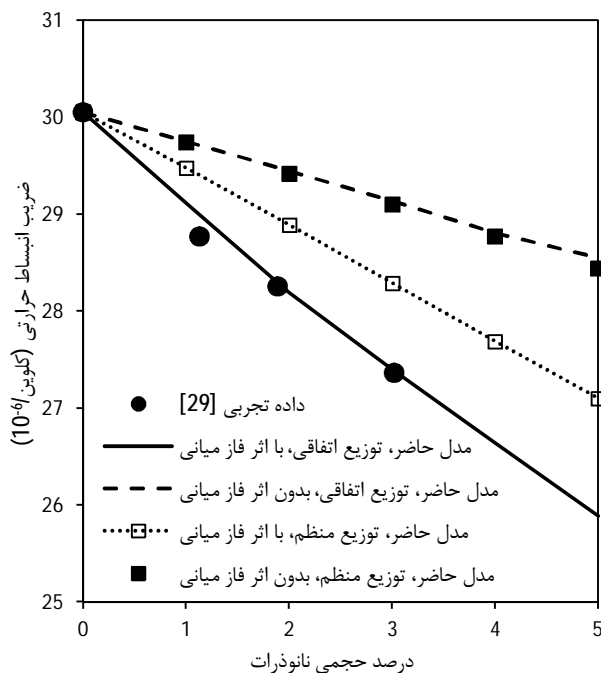 31
30
29
28
27
26
25
ضریب انبساط حرارتی (کلوین/10-6)
داده تجربی [29]
مدل حاضر، توزیع اتفاقی، با اثر فاز میانی
مدل حاضر، توزیع اتفاقی، بدون اثر فاز میانی
مدل حاضر، توزیع منظم، با اثر فاز میانی
مدل حاضر، توزیع منظم، بدون اثر فاز میانی
0 1 2 3 4 5
درصد حجمی نانوذرات